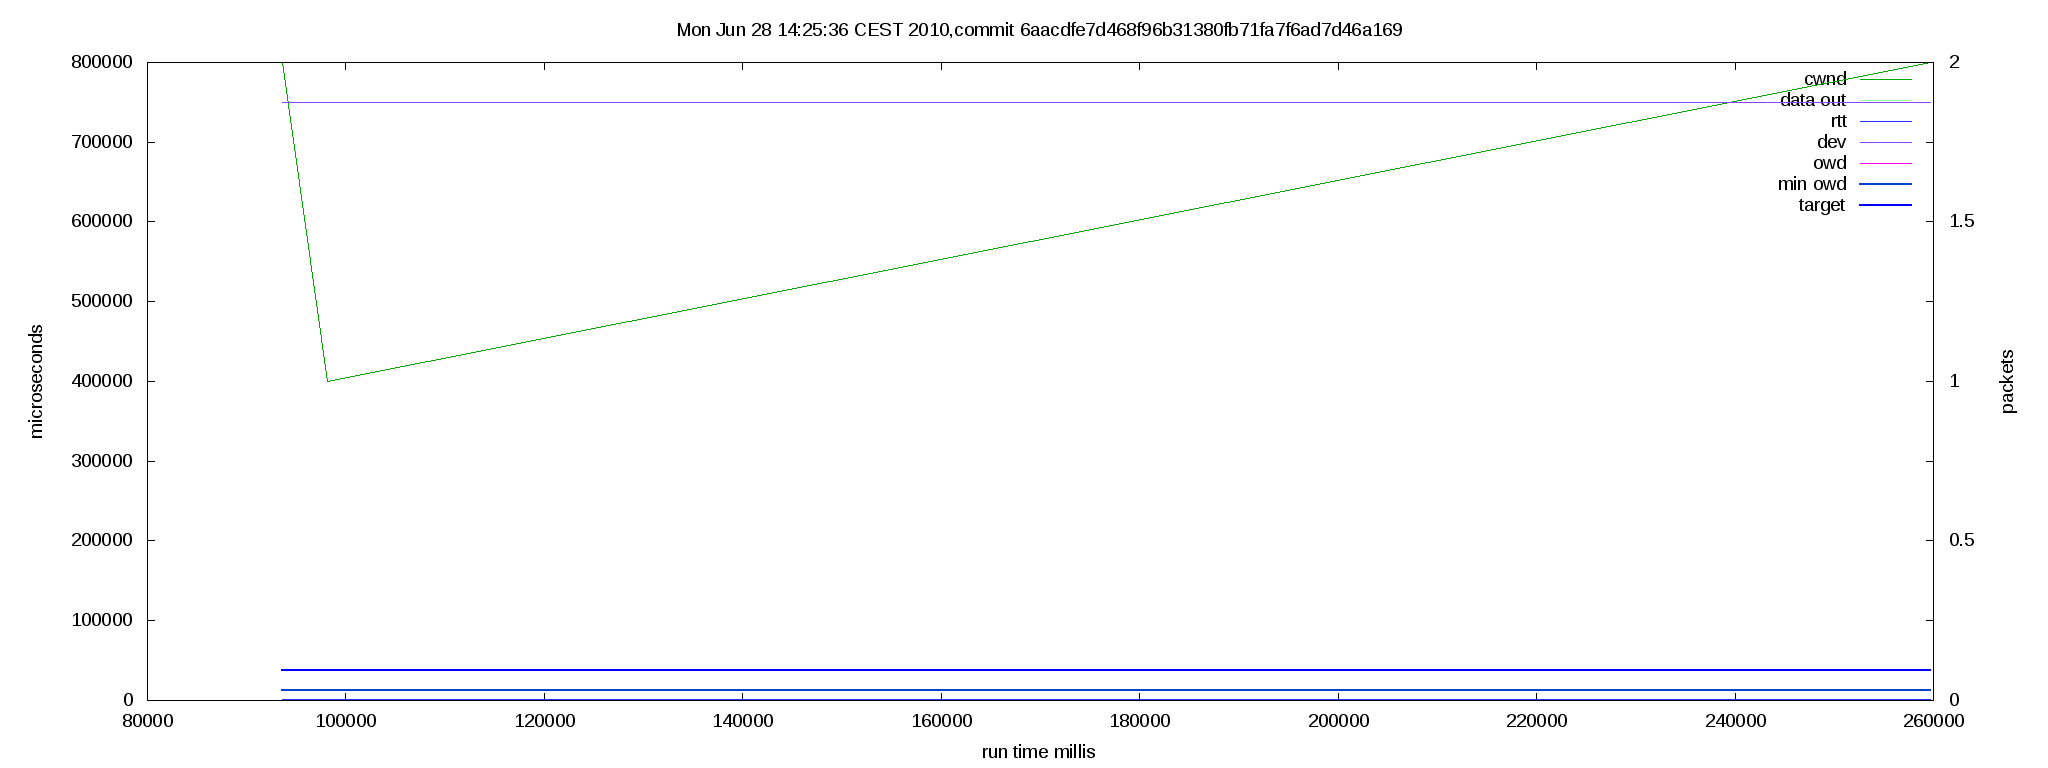 Mon Jun 28 14:25:36 CEST 2010,commit 6aacdfe7d468f96b31380fb71fa7f6ad7d46a169
800000
700000
600000
500000
400000
300000
200000
100000
0
microseconds
cwnd
data out
rtt
dev
owd
min owd
target
2
1.5
1
0.5
0
packets
80000 100000 120000 140000 160000 180000 200000 220000 240000 260000
run time millis